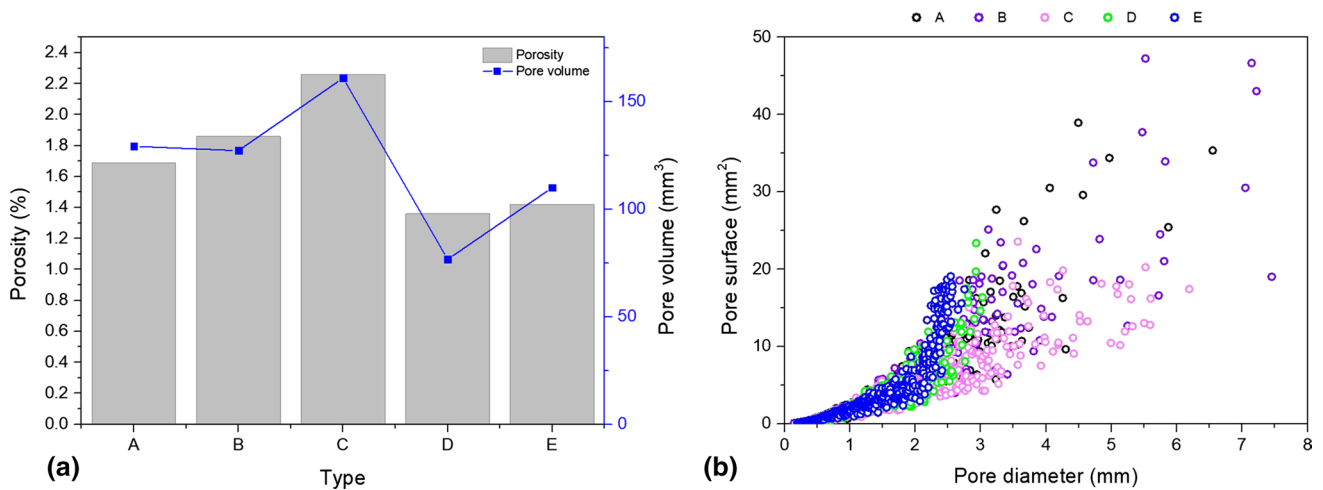 A B C D E
2.4
2.2
2.0
1.8
1.6
1.4
1.2
1.0
0.8
0.6
0.4
0.2
0.0
Porosity (%)
Porosity
Pore volume
150
100
50
0
Pore volume (mm³)
A B C D E
Type
(a)
50
40
30
20
10
0
Pore surface (mm²)
1 2 3 4 5 6 7 8
Pore diameter (mm)
(b)